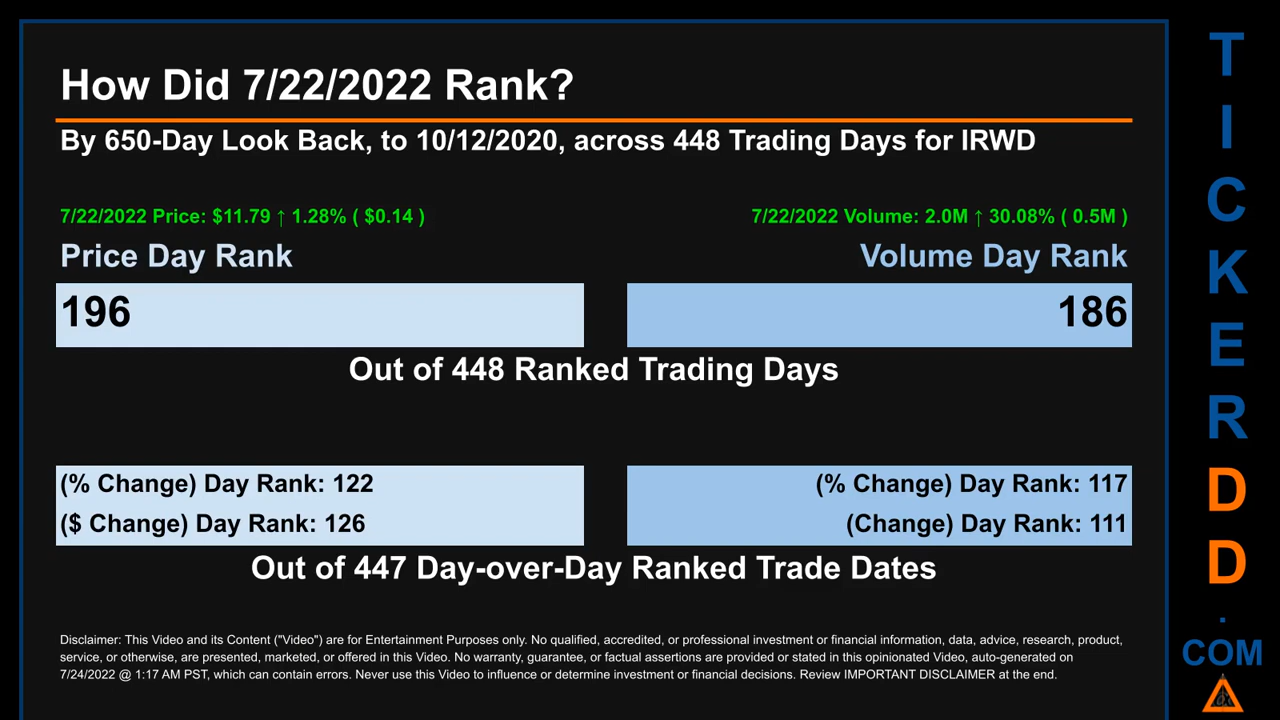 How Did 7/22/2022 Rank?
By 650-Day Look Back, to 10/12/2020, across 448 Trading Days for IRWD
7/22/2022 Price: $11.79 ↑ 1.28% ( $0.14 )
7/22/2022 Volume: 2.0M ↑ 30.08% ( 0.5M )
Price Day Rank
Volume Day Rank
196
186
Out of 448 Ranked Trading Days
(% Change) Day Rank: 122
($ Change) Day Rank: 126
(% Change) Day Rank: 117
(Change) Day Rank: 111
Out of 447 Day-over-Day Ranked Trade Dates
Disclaimer: This Video and its Content ("Video") are for Entertainment Purposes only. No qualified, accredited, or professional investment or financial information, data, advice, research, product,
service, or otherwise, are presented, marketed, or offered in this Video. No warranty, guarantee, or factual assertions are provided or stated in this opinionated Video, auto-generated on
7/24/2022 @ 1:17 AM PST, which can contain errors. Never use this Video to influence or determine investment or financial decisions. Review IMPORTANT DISCLAIMER at the end.
T
I
C
K
E
R
D
D
.
COM